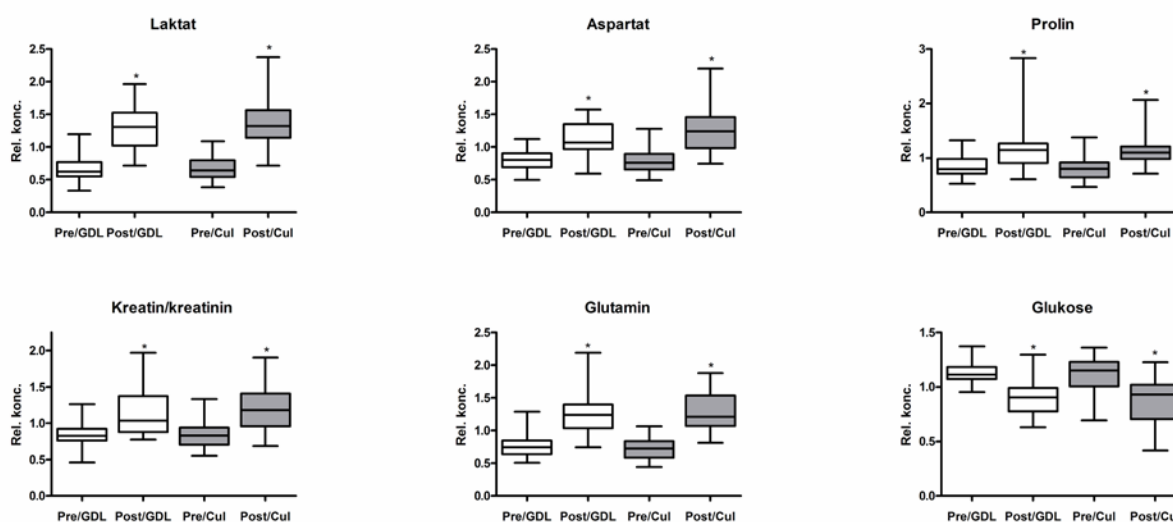 Laktat
Rel. konc.
2.5
2.0
1.5
1.0
0.5
0.0
*
*
Pre/GDL Post/GDL Pre/Cul Post/Cul
Aspartat
Rel. konc.
2.5
2.0
1.5
1.0
0.5
0.0
*
*
Pre/GDL Post/GDL Pre/Cul Post/Cul
Prolin
Rel. konc.
3
2
1
0
*
*
Pre/GDL Post/GDL Pre/Cul Post/Cul
Kreatin/kreatinin
Rel. konc.
2.0
1.5
1.0
0.5
0.0
*
*
Pre/GDL Post/GDL Pre/Cul Post/Cul
Glutamin
Rel. konc.
2.5
2.0
1.5
1.0
0.5
0.0
*
*
Pre/GDL Post/GDL Pre/Cul Post/Cul
Glukose
Rel. konc.
1.5
1.0
0.5
0.0
*
*
Pre/GDL Post/GDL Pre/Cul Post/Cul